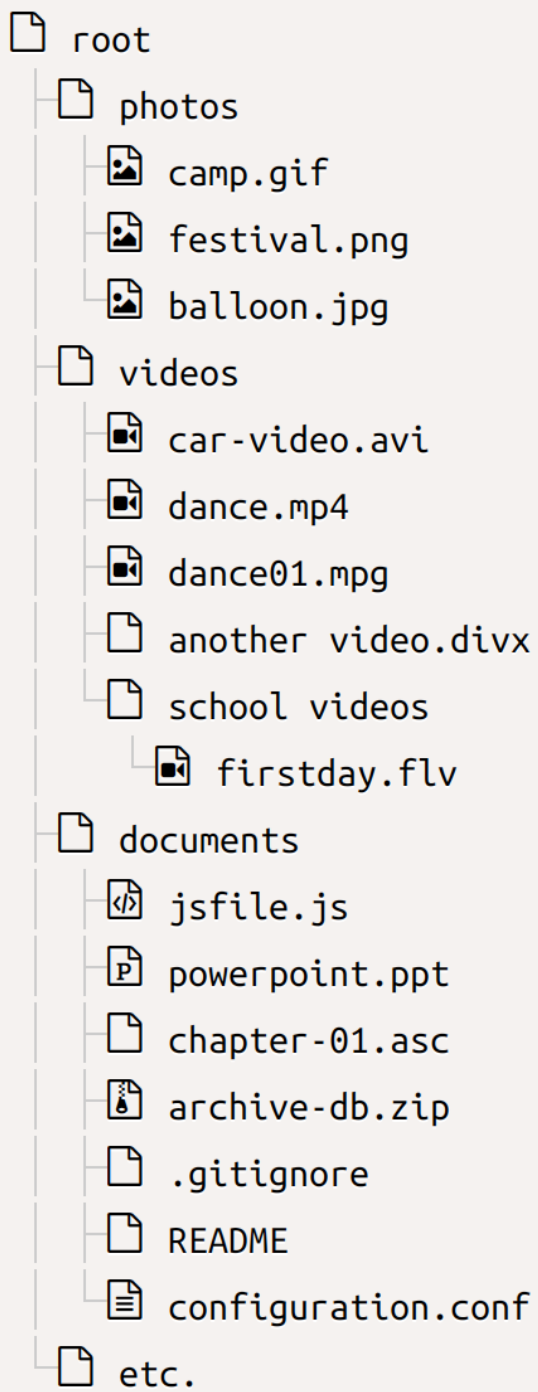 root
photos
camp.gif
festival.png
balloon.jpg
videos
car-video.avi
dance.mp4
dance01.mpg
another video.divx
school videos
firstday.flv
documents
jsfile.js
powerpoint.ppt
chapter-01.asc
archive-db.zip
.gitignore
README
configuration.conf
etc.